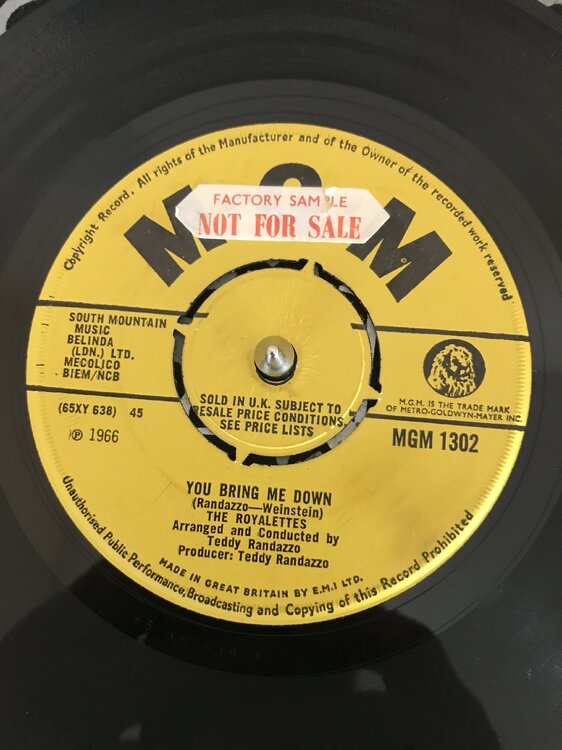 Copyright Record. All rights of the Manufacturer and of the Owner of the recorded work reserved
MGM
FACTORY SAMPLE
NOT FOR SALE
SOUTH MOUNTAIN
MUSIC
BELINDA
(LDN.) LTD.
MECOLICO
BIEM/NCB
SOLD IN U.K. SUBJECT TO
RESALE PRICE CONDITIONS,
SEE PRICE LISTS
M.G.M. IS THE TRADE MARK
OF METRO-GOLDWYN-MAYER INC.
(65XY 638) 45
℗ 1966
MGM 1302
YOU BRING ME DOWN
(Randazzo—Weinstein)
THE ROYALETTES
Arranged and Conducted by
Teddy Randazzo
Producer: Teddy Randazzo
MADE IN GREAT BRITAIN BY E.M.I LTD.
Unauthorised Public Performance, Broadcasting and Copying of this Record Prohibited